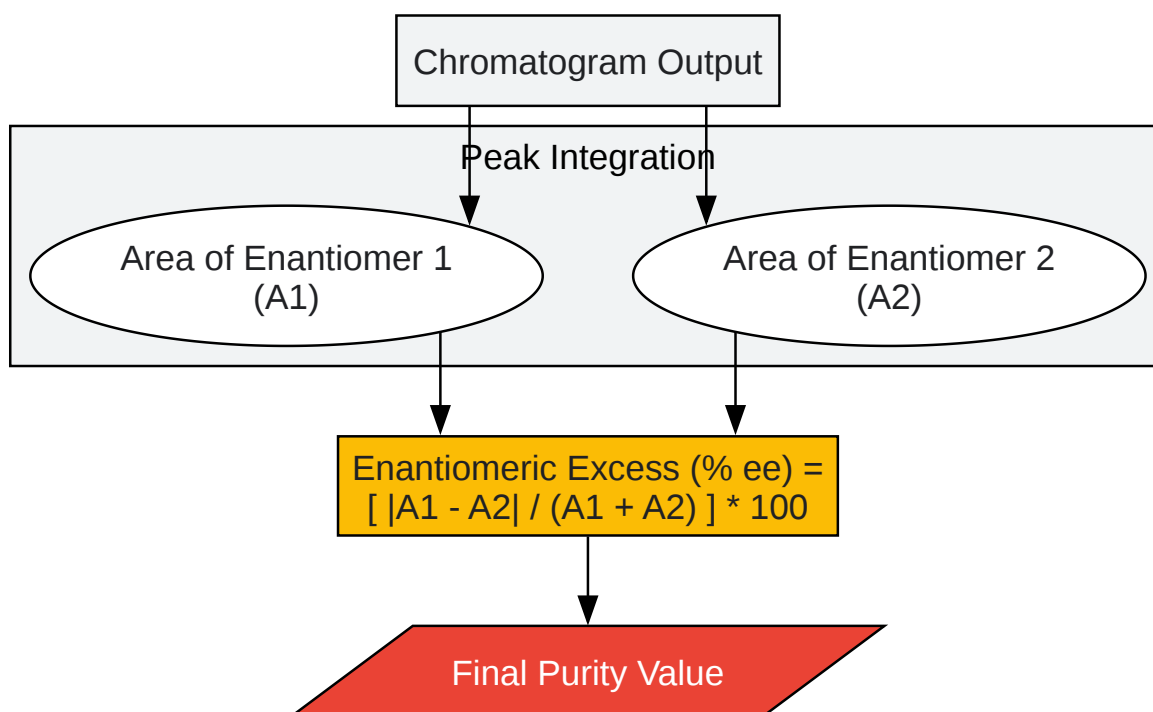 Chromatogram Output
Peak Integration
Area of Enantiomer 1
(A1)
Area of Enantiomer 2
(A2)
Enantiomeric Excess (% ee) =
[ |A1 - A2| / (A1 + A2) ] * 100
Final Purity Value